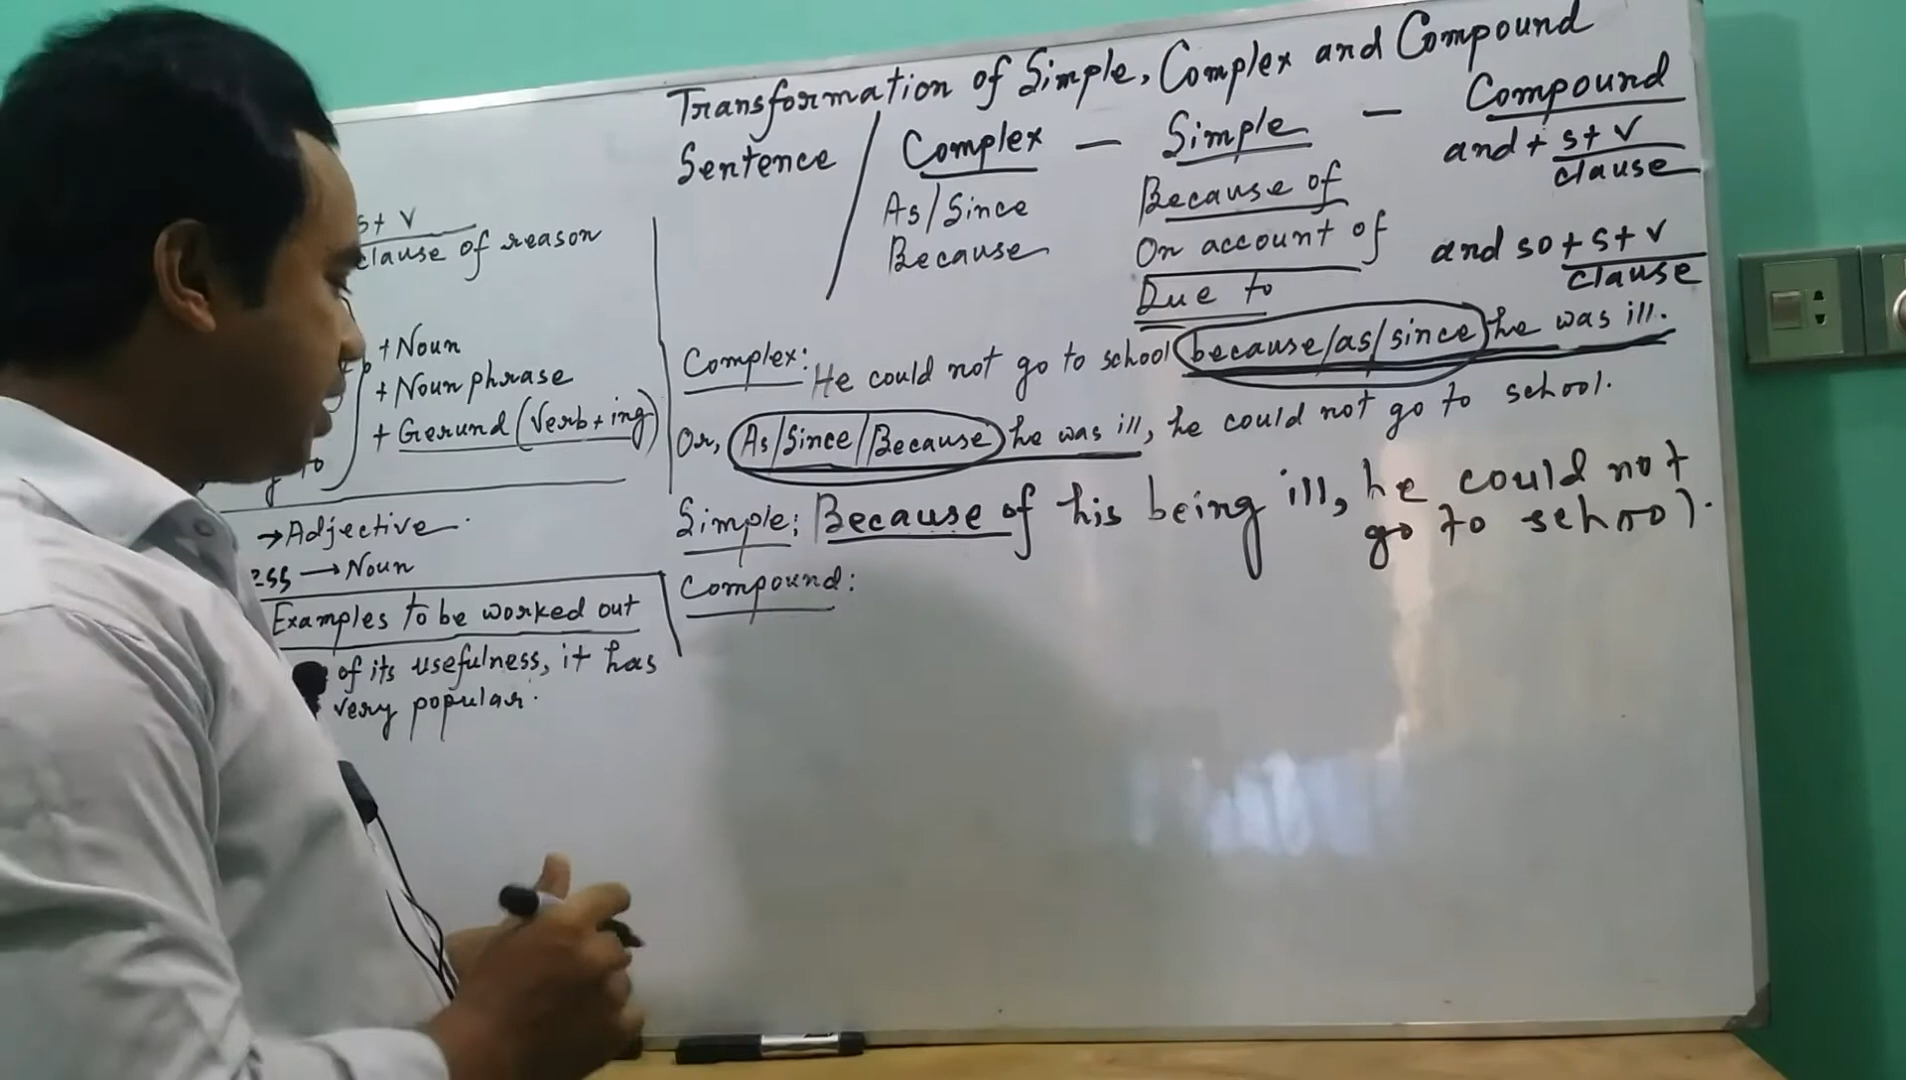 Transformation of Simple, Complex and Compound
Sentence / Complex — Simple — Compound
As/Since
Because
Because of
On account of
Due to
and + s+v
clause
and so + s+v
clause
s+ v
clause of reason
+ Noun
+ Noun phrase
+ Gerund (verb+ing)
to
→Adjective.
ess → Noun
Examples to be worked out
of its usefulness, it has
very popular.
Complex: He could not go to school because/as/since he was ill.
Or, As/Since/Because he was ill, he could not go to school.
Simple: Because of his being ill, he could not
go to school.
Compound: